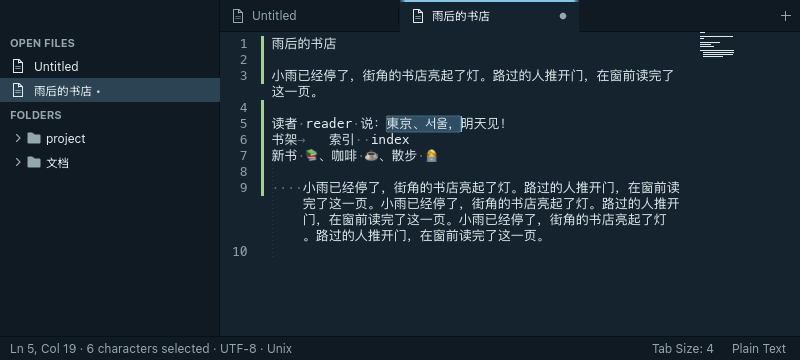 Untitled
雨后的书店
OPEN FILES
Untitled
雨后的书店 •
FOLDERS
project
文档
1 雨后的书店
2
3 小雨已经停了，街角的书店亮起了灯。路过的人推开门，在窗前读完了
这一页。
4
5 读者·reader·说：東京、서울，明天见！
6 书架→ 索引··index
7 新书·📚、咖啡·☕、散步·🌦
8
9 ····小雨已经停了，街角的书店亮起了灯。路过的人推开门，在窗前读
完了这一页。小雨已经停了，街角的书店亮起了灯。路过的人推开
门，在窗前读完了这一页。小雨已经停了，街角的书店亮起了灯
。路过的人推开门，在窗前读完了这一页。
10
Ln 5, Col 19 · 6 characters selected · UTF-8 · Unix
Tab Size: 4
Plain Text